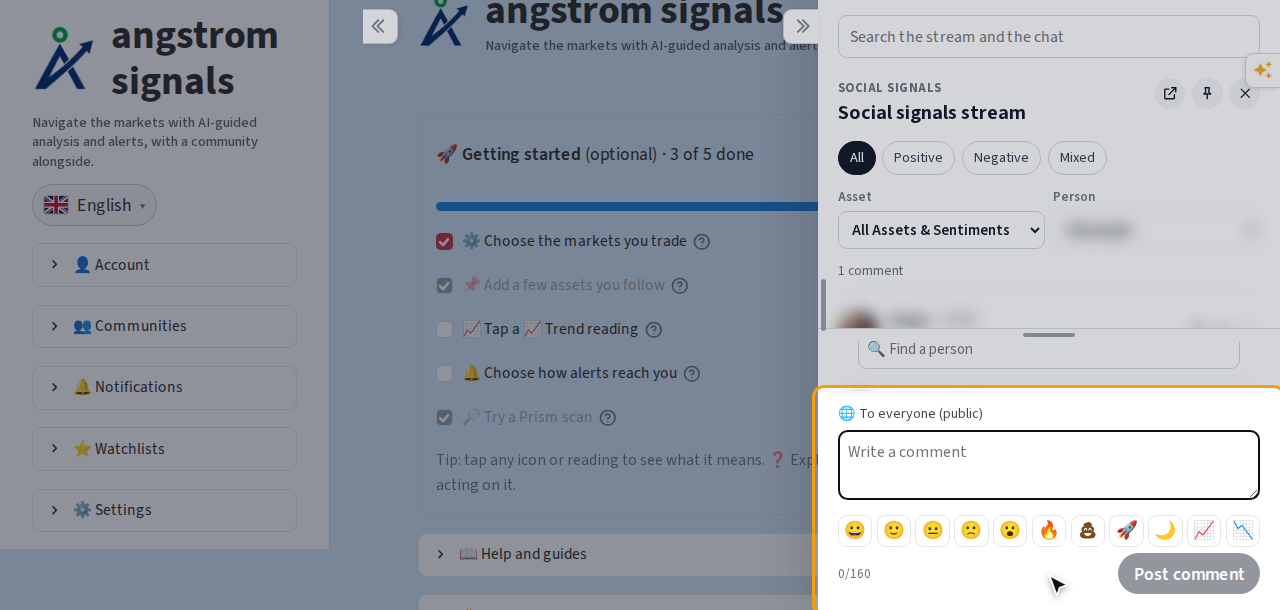 angstrom
signals
Navigate the markets with AI-guided
analysis and alerts, with a community
alongside.
English
Account
Communities
Notifications
Watchlists
Settings
angstrom signals
Navigate the markets with AI-guided analysis and alert
🚀 Getting started (optional) · 3 of 5 done
⚙️ Choose the markets you trade
📌 Add a few assets you follow
📈 Tap a 📈 Trend reading
🔔 Choose how alerts reach you
🔎 Try a Prism scan
Tip: tap any icon or reading to see what it means. ❓
acting on it.
📖 Help and guides
Search the stream and the chat
SOCIAL SIGNALS
Social signals stream
All Positive Negative Mixed
Asset Person
All Assets & Sentiments
1 comment
🔍 Find a person
🌐 To everyone (public)
Write a comment
0/160
Post comment